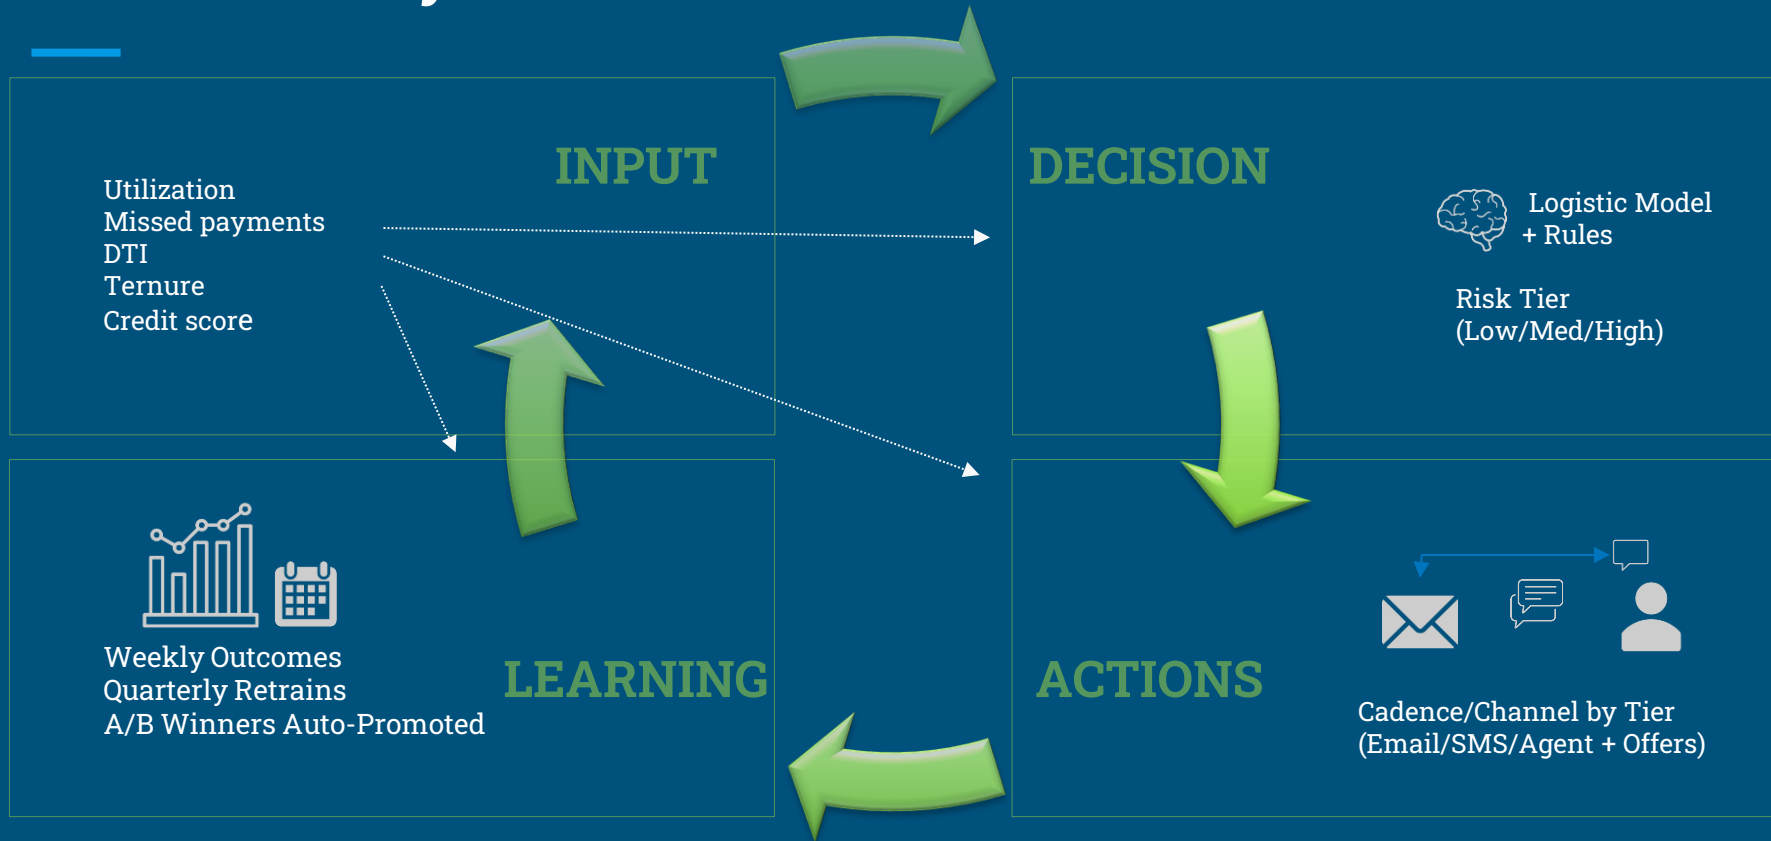 INPUT
Utilization
Missed payments
DTI
Ternure
Credit score
DECISION
Logistic Model
+ Rules
Risk Tier
(Low/Med/High)
LEARNING
Weekly Outcomes
Quarterly Retrains
A/B Winners Auto-Promoted
ACTIONS
Cadence/Channel by Tier
(Email/SMS/Agent + Offers)